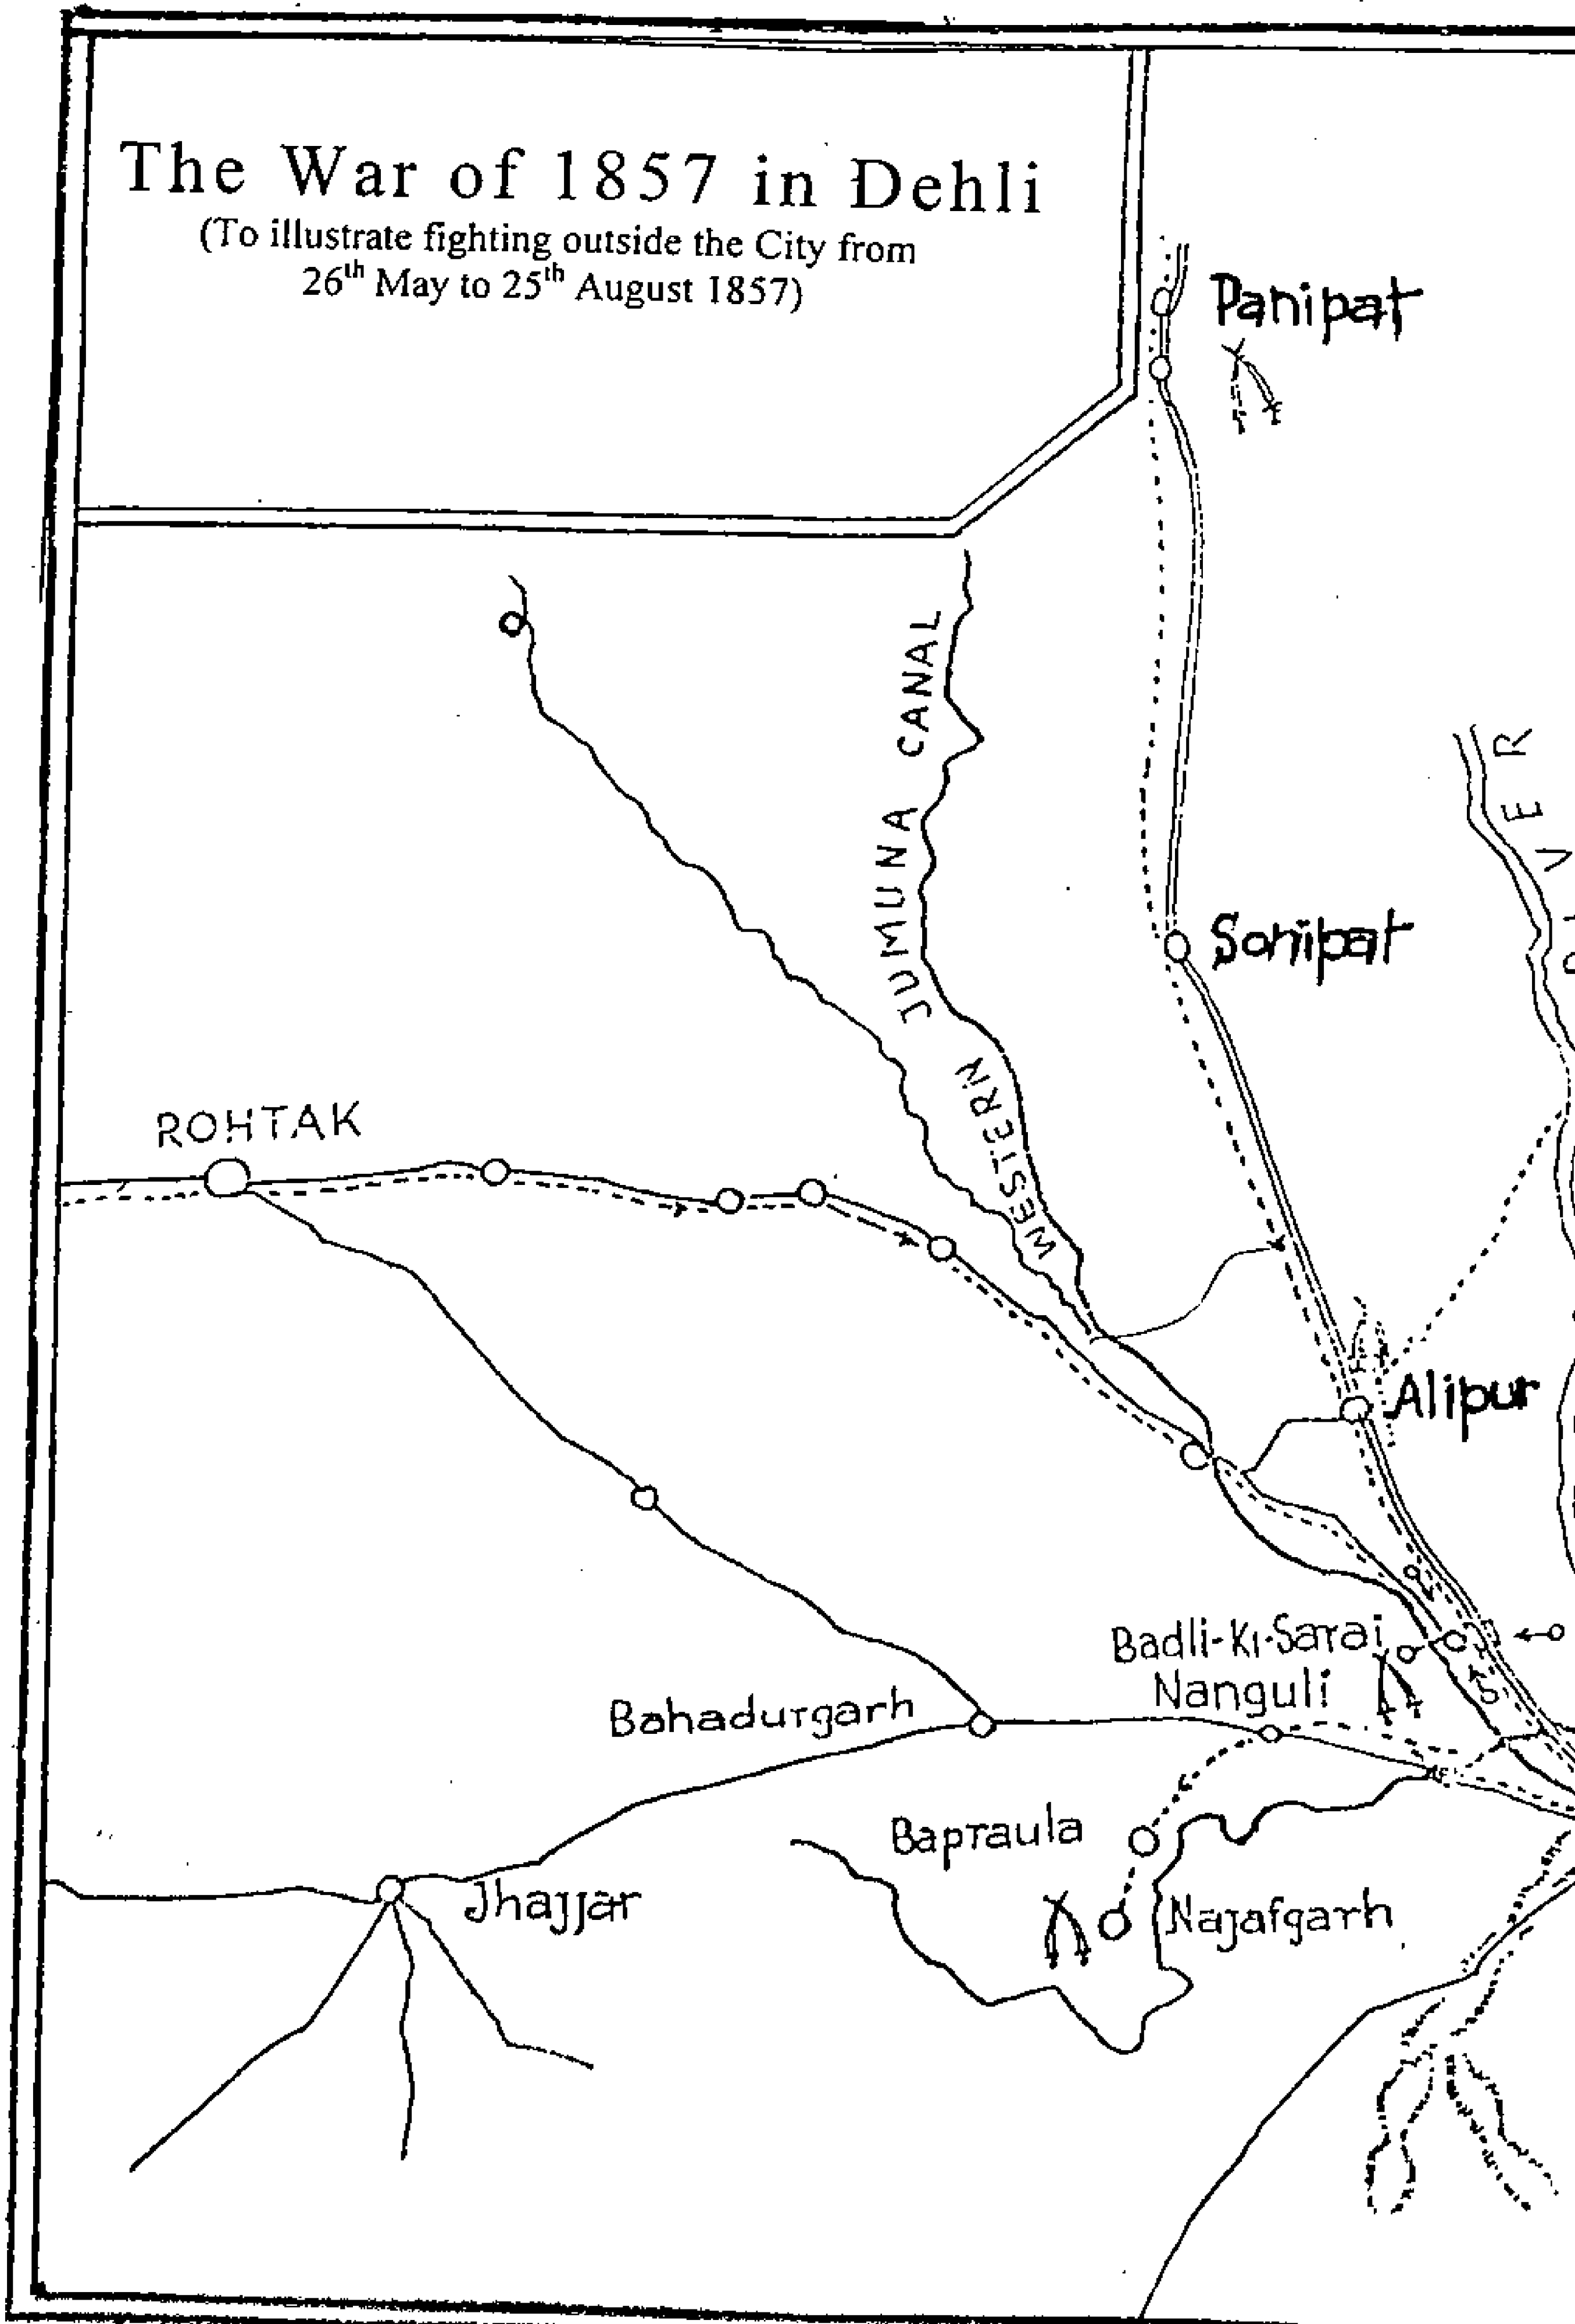 The War of 1857 in Dehli
(To illustrate fighting outside the City from
26th May to 25th August 1857)
Panipat
WESTERN JUMUNA CANAL
Sonipat
ROHTAK
Alipur
Badli-Ki-Sarai
Nanguli
Bahadurgarh
Bapraula
Jhajjar
Najafgarh